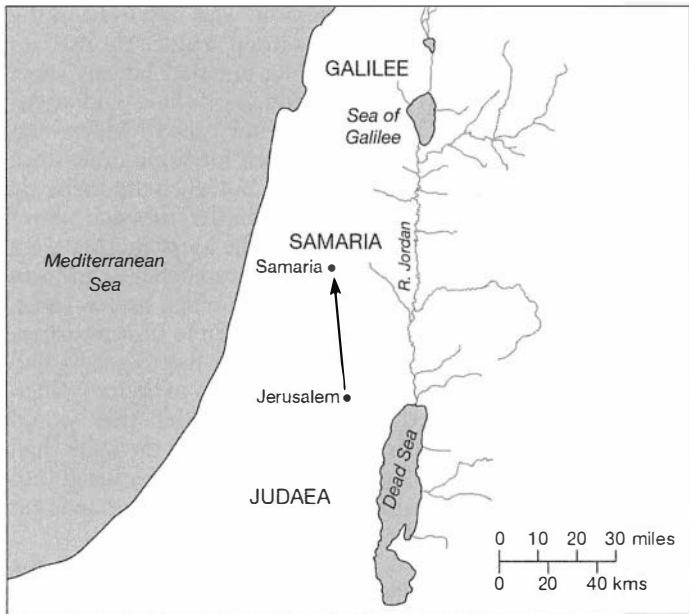 GALILEE
Sea of
Galilee
SAMARIA
Samaria
R. Jordan
Mediterranean
Sea
Jerusalem
Dead Sea
JUDAEA
0 10 20 30 miles
0 20 40 kms